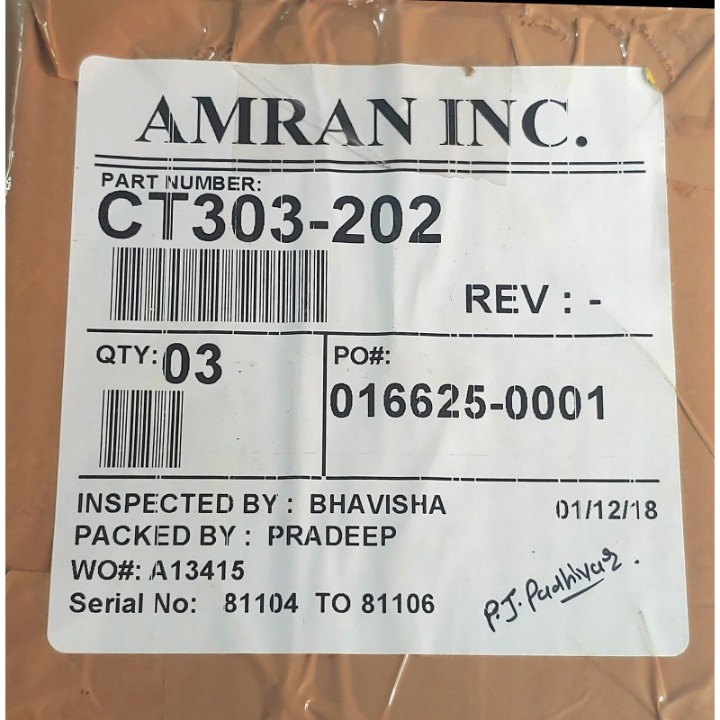 AMRAN INC.
PART NUMBER:
CT303-202
REV : -
QTY: 03
PO#:
016625-0001
INSPECTED BY : BHAVISHA 01/12/18
PACKED BY : PRADEEP
WO#: A13415
Serial No: 81104 TO 81106
P.J. Padhiyar.